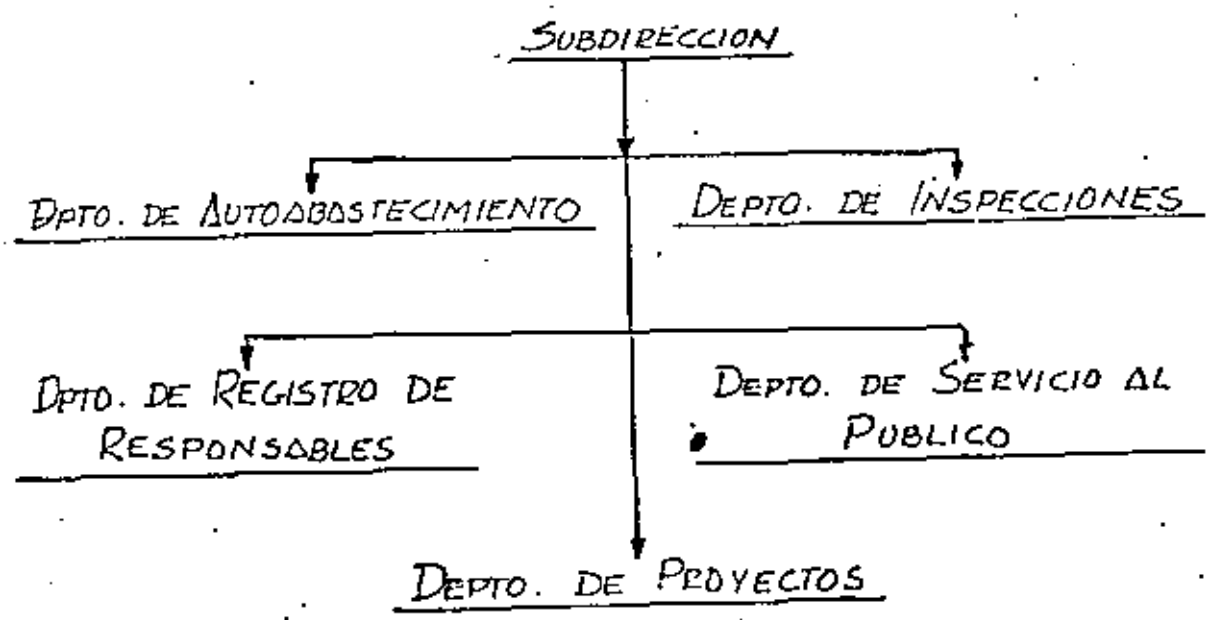 SUBDIRECCION
DPTO. DE AUTOABASTECIMIENTO
DEPTO. DE INSPECCIONES
DPTO. DE REGISTRO DE
RESPONSABLES
DEPTO. DE SERVICIO AL
PUBLICO
DEPTO. DE PROYECTOS